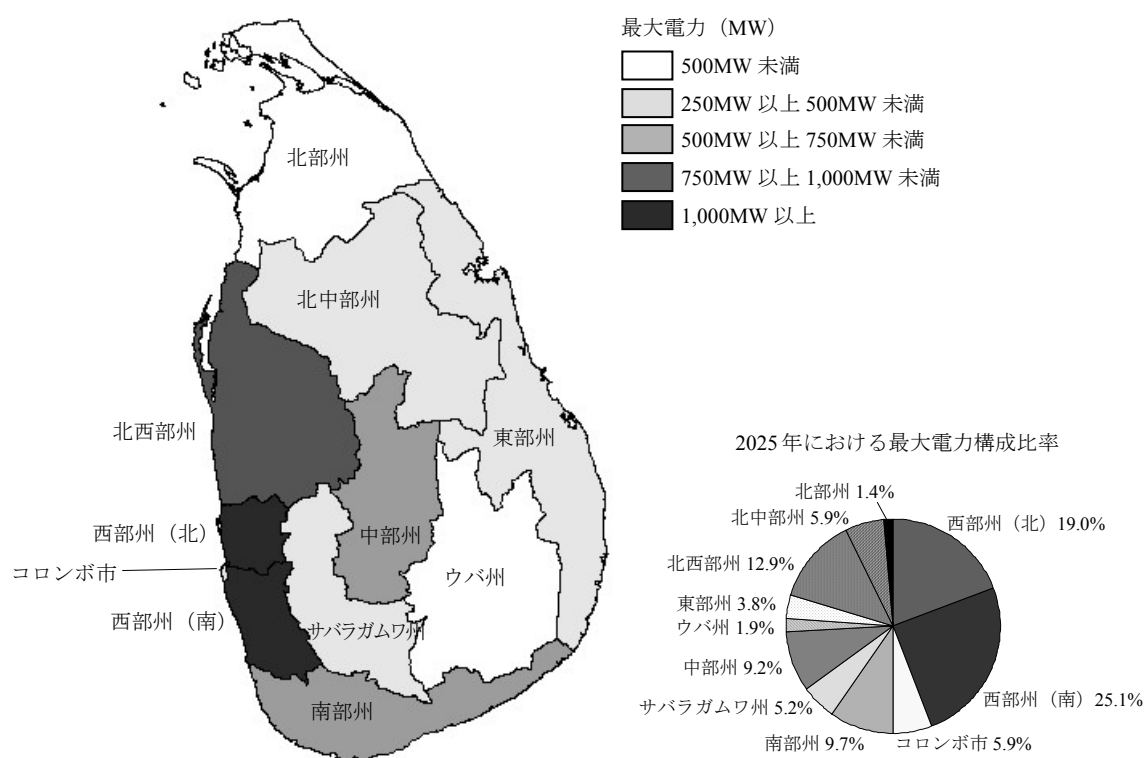 最大電力（MW）
500MW 未満
250MW 以上 500MW 未満
500MW 以上 750MW 未満
750MW 以上 1,000MW 未満
1,000MW 以上
北部州
北中部州
北西部州
東部州
西部州（北）
中部州
コロンボ市
ウバ州
西部州（南）
サバラガムワ州
南部州
2025年における最大電力構成比率
北部州 1.4%
北中部州 5.9%
西部州（北）19.0%
北西部州 12.9%
東部州 3.8%
ウバ州 1.9%
中部州 9.2%
西部州（南）25.1%
サバラガムワ州 5.2%
南部州 9.7%
コロンボ市 5.9%